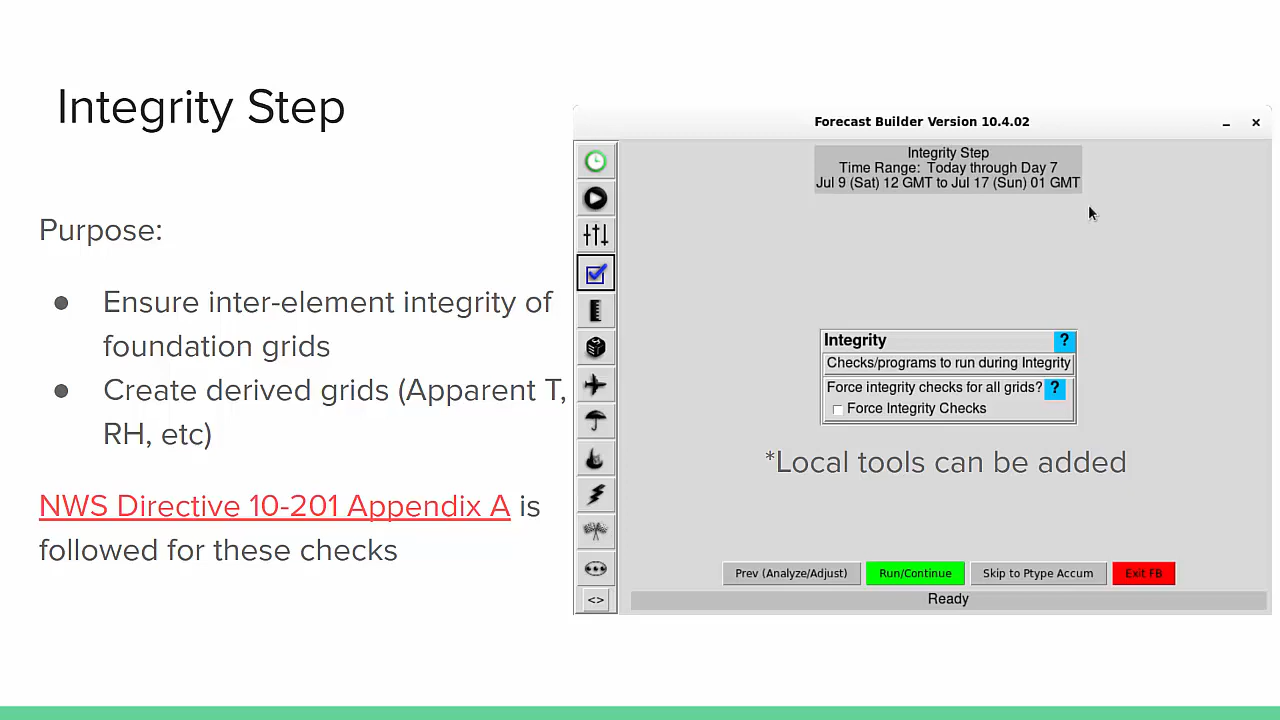 Integrity Step
Purpose:
● Ensure inter-element integrity of
foundation grids
● Create derived grids (Apparent T,
RH, etc)
NWS Directive 10-201 Appendix A is
followed for these checks
Forecast Builder Version 10.4.02
Integrity Step
Time Range: Today through Day 7
Jul 9 (Sat) 12 GMT to Jul 17 (Sun) 01 GMT
Integrity ?
Checks/programs to run during Integrity
Force integrity checks for all grids? ?
Force Integrity Checks
*Local tools can be added
Prev (Analyze/Adjust) Run/Continue Skip to Ptype Accum Exit FB
<> Ready